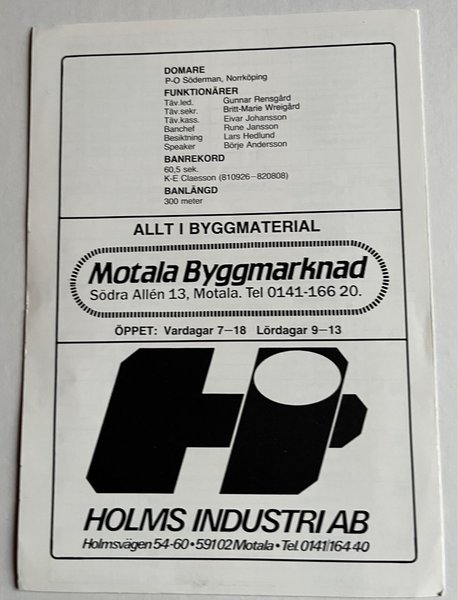 DOMARE
P-O Söderman, Norrköping
FUNKTIONÄRER
Täv.led. Gunnar Rensgård
Täv.sekr. Britt-Marie Wreigård
Täv.kass. Eivar Johansson
Banchef Rune Jansson
Besiktning Lars Hedlund
Speaker Börje Andersson
BANREKORD
60,5 sek.
K-E Claesson (810926–820808)
BANLÄNGD
300 meter
ALLT I BYGGMATERIAL
Motala Byggmarknad
Södra Allén 13, Motala. Tel 0141-166 20.
ÖPPET: Vardagar 7–18 Lördagar 9–13
HOLMS INDUSTRI AB
Holmsvägen 54-60 • 591 02 Motala • Tel. 0141/164 40